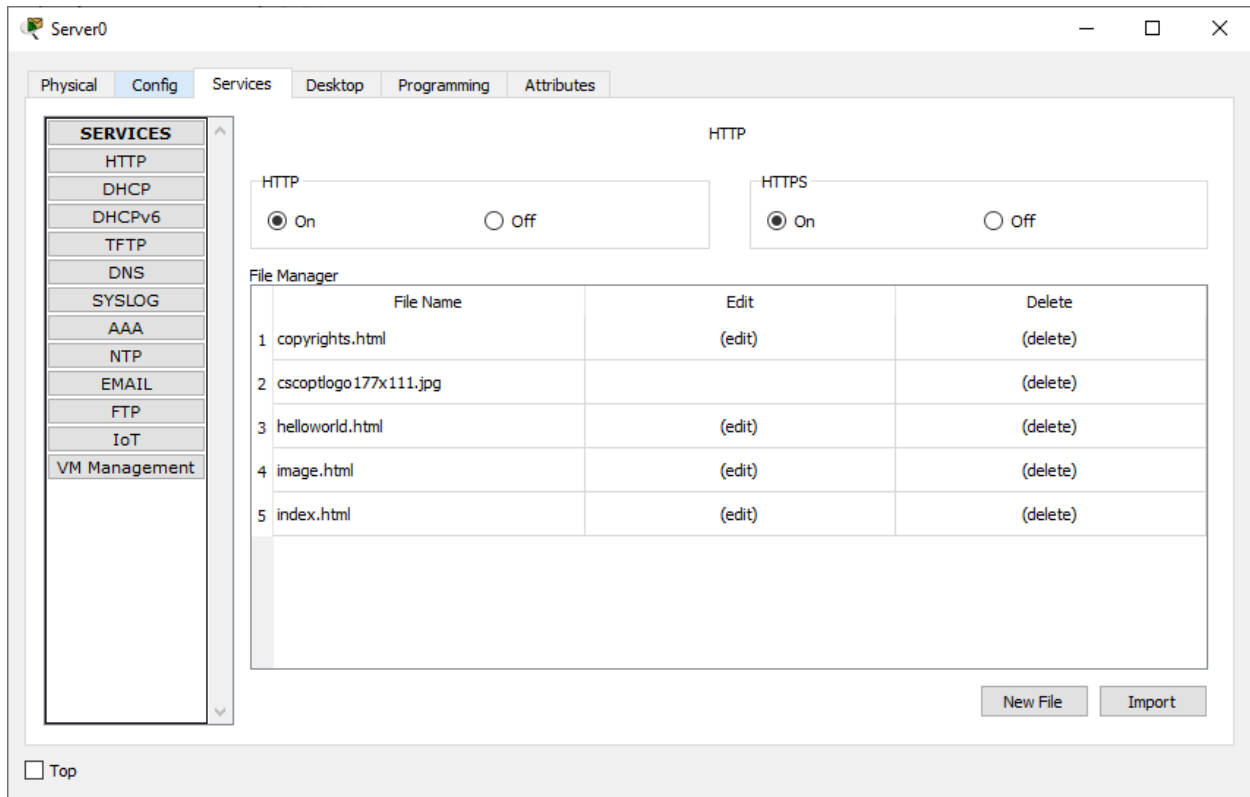 Server0
Physical Config Services Desktop Programming Attributes
SERVICES
HTTP
DHCP
DHCPv6
TFTP
DNS
SYSLOG
AAA
NTP
EMAIL
FTP
IoT
VM Management
HTTP
HTTP
On Off
HTTPS
On Off
File Manager
File Name Edit Delete
1 copyrights.html (edit) (delete)
2 cscoptlogo177x111.jpg (delete)
3 helloworld.html (edit) (delete)
4 image.html (edit) (delete)
5 index.html (edit) (delete)
New File Import
Top